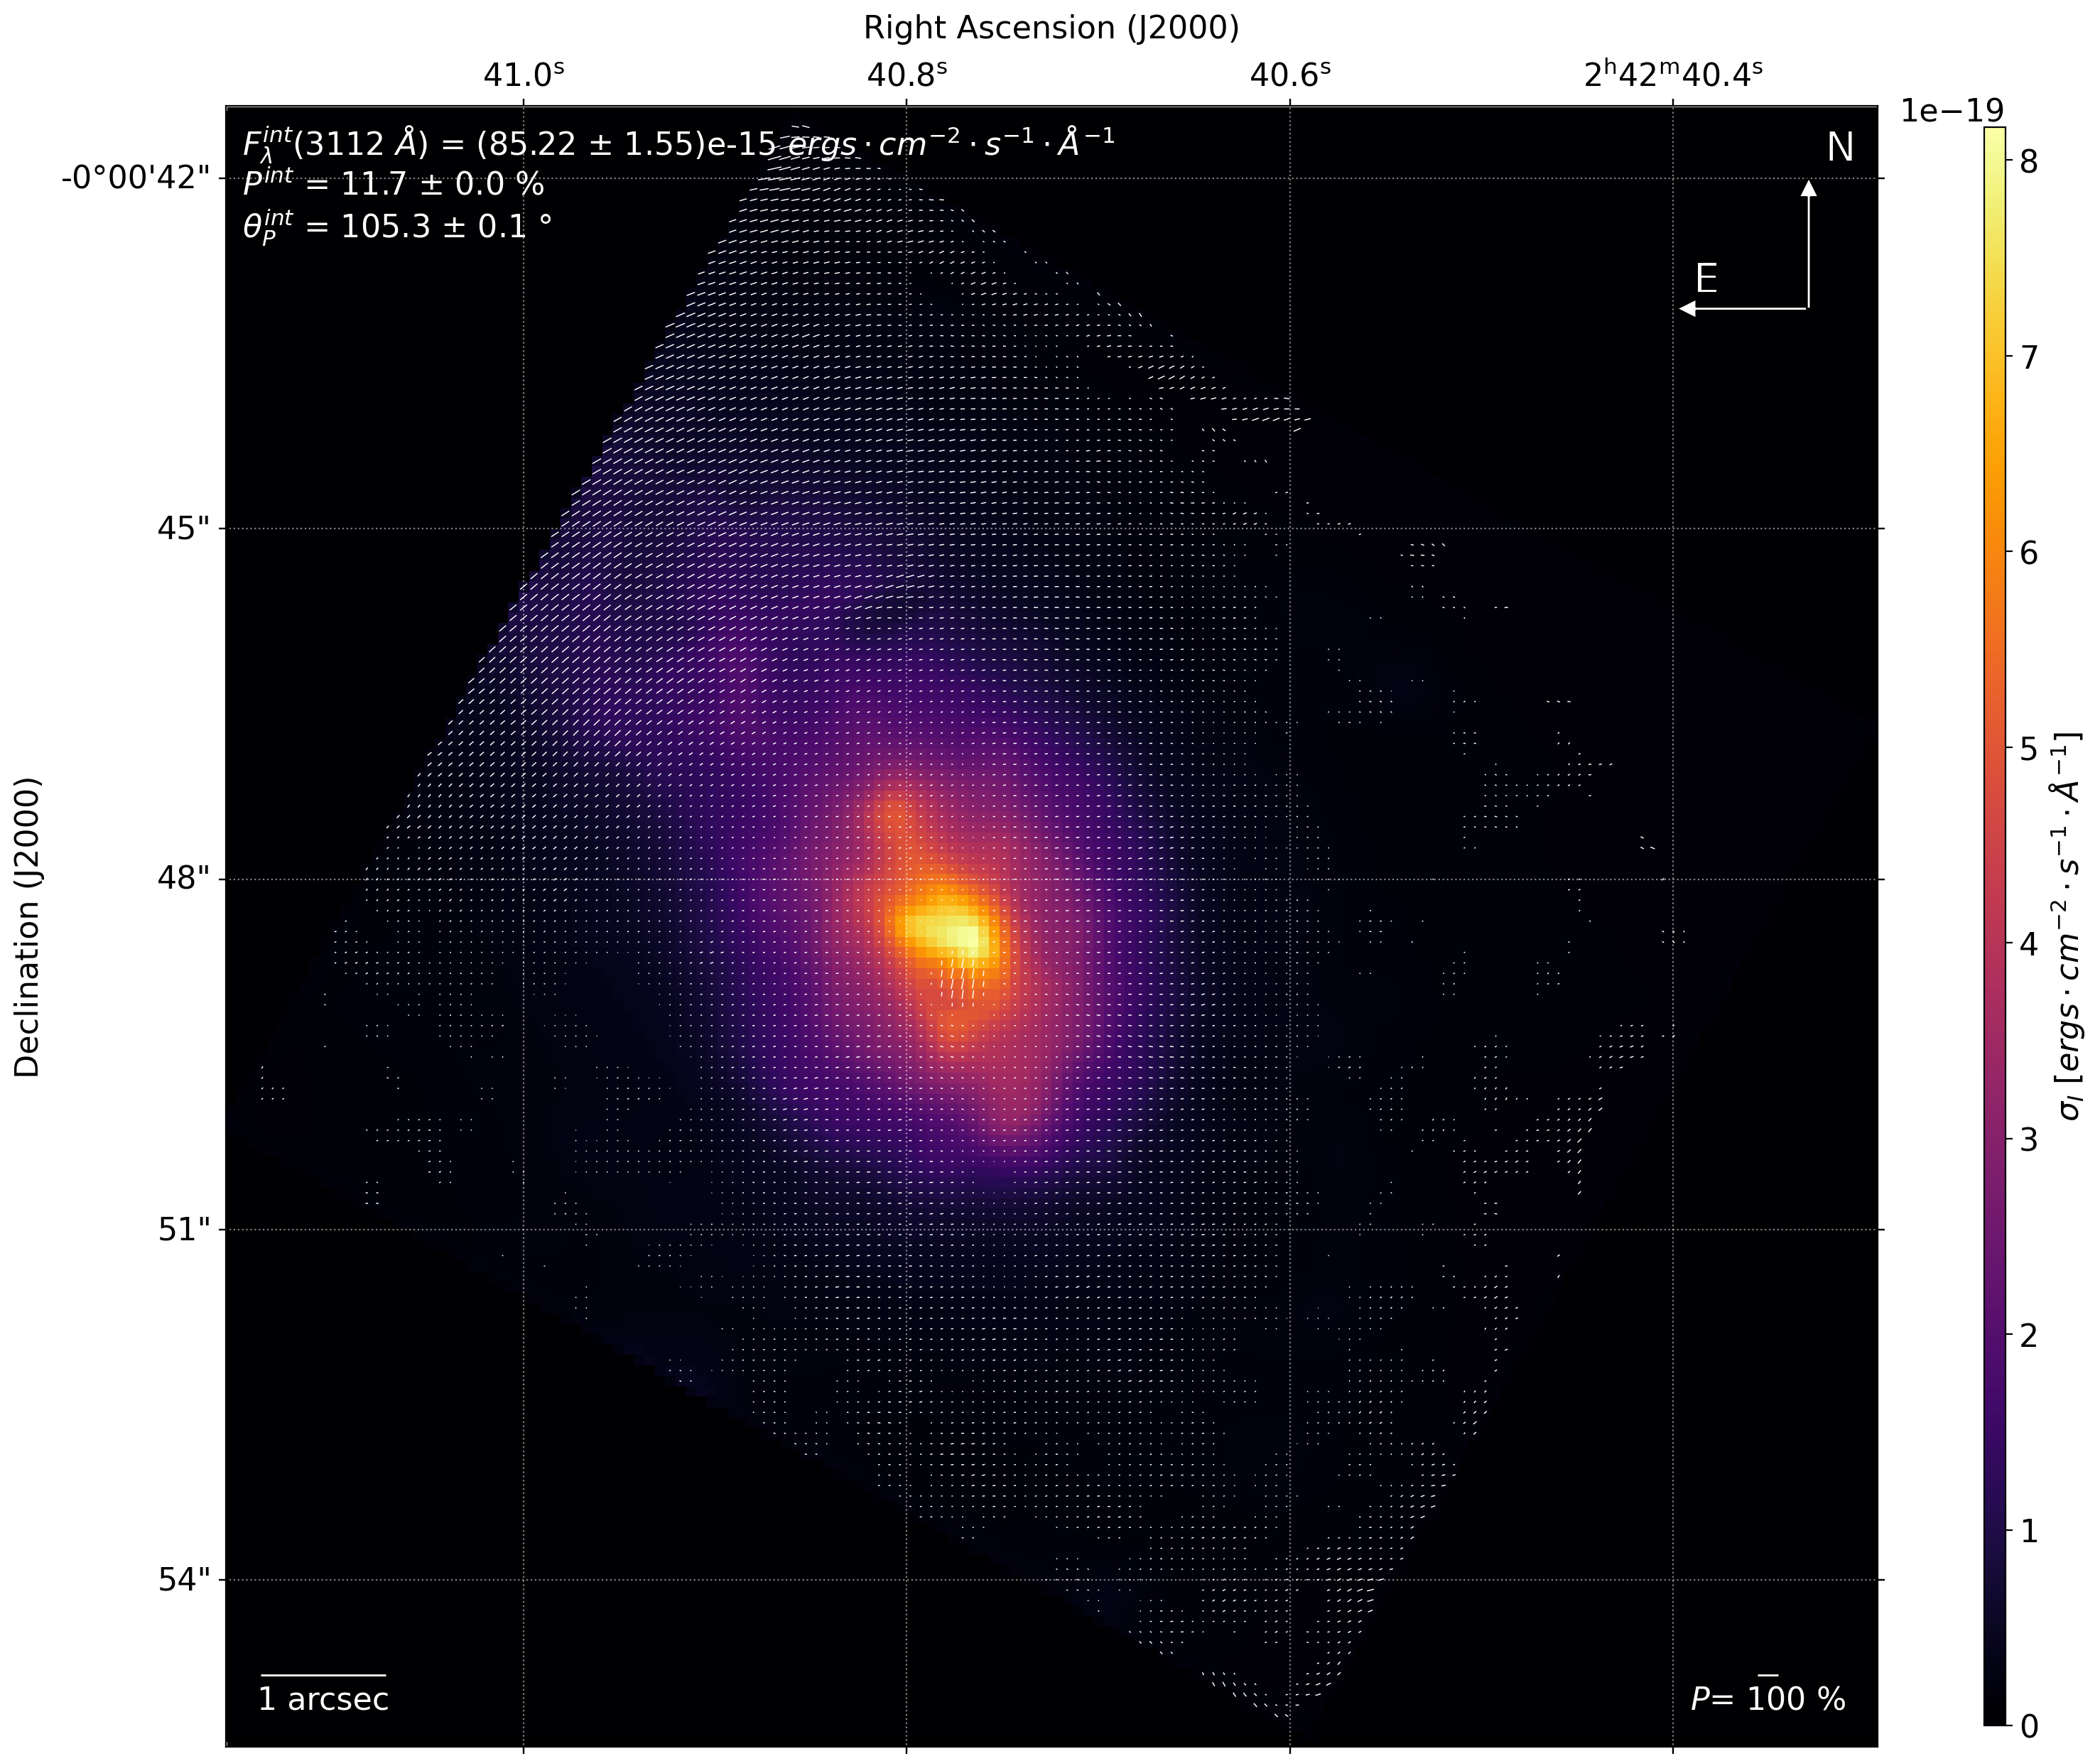 Right Ascension (J2000)
41.0ˢ 40.8ˢ 40.6ˢ 2ʰ42ᵐ40.4ˢ
1e−19
F_λ^int(3112 Å) = (85.22 ± 1.55)e-15 ergs · cm⁻² · s⁻¹ · Å⁻¹
P^int = 11.7 ± 0.0 %
θ_P^int = 105.3 ± 0.1 °
N
E
-0°00'42"
45"
48"
51"
54"
Declination (J2000)
8
7
6
5
4
3
2
1
0
σ_I [ergs · cm⁻² · s⁻¹ · Å⁻¹]
1 arcsec
P= 100 %